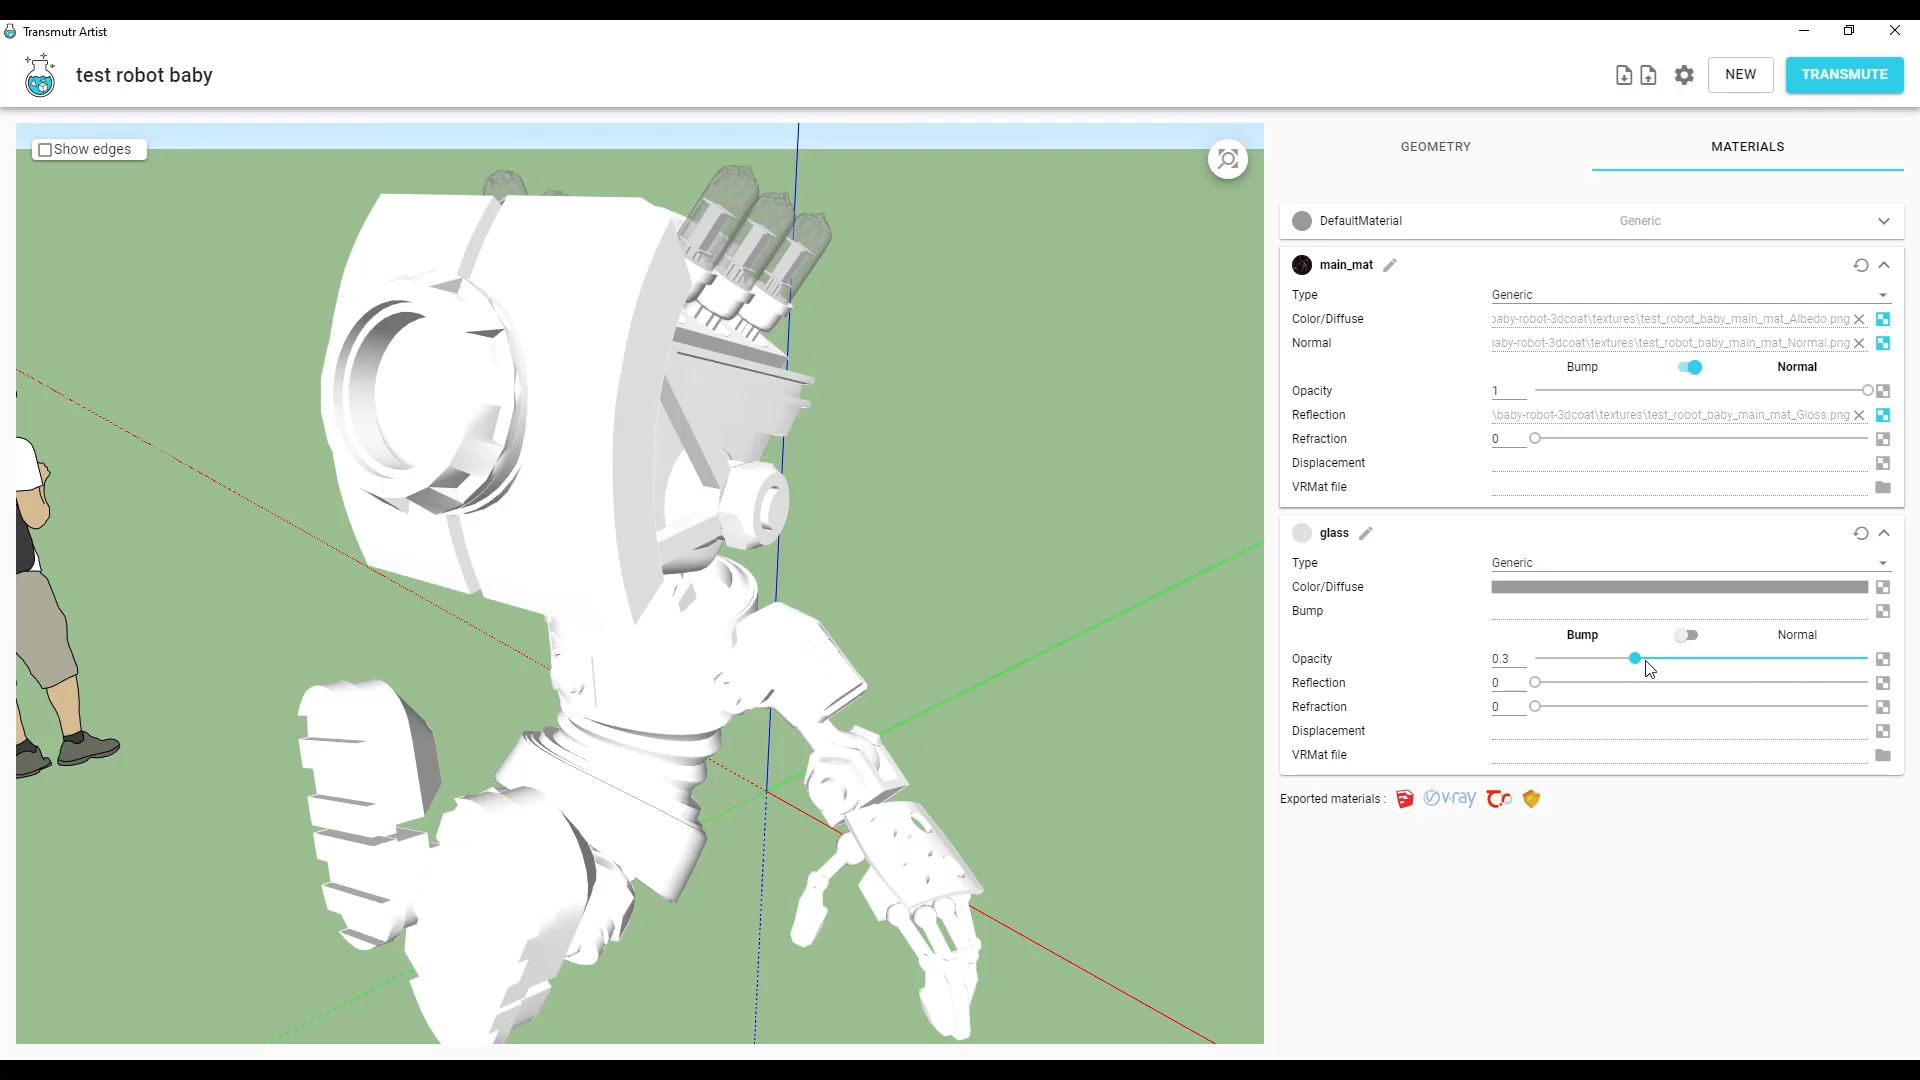 Transmutr Artist
test robot baby
NEW
TRANSMUTE
Show edges
GEOMETRY
MATERIALS
DefaultMaterial
Generic
main_mat
Type
Generic
Color/Diffuse
baby-robot-3dcoat\textures\test_robot_baby_main_mat_Albedo.png
Normal
baby-robot-3dcoat\textures\test_robot_baby_main_mat_Normal.png
Bump
Normal
Opacity
1
Reflection
\baby-robot-3dcoat\textures\test_robot_baby_main_mat_Gloss.png
Refraction
0
Displacement
VRMat file
glass
Type
Generic
Color/Diffuse
Bump
Bump
Normal
Opacity
0.3
Reflection
0
Refraction
0
Displacement
VRMat file
Exported materials :
v·ray